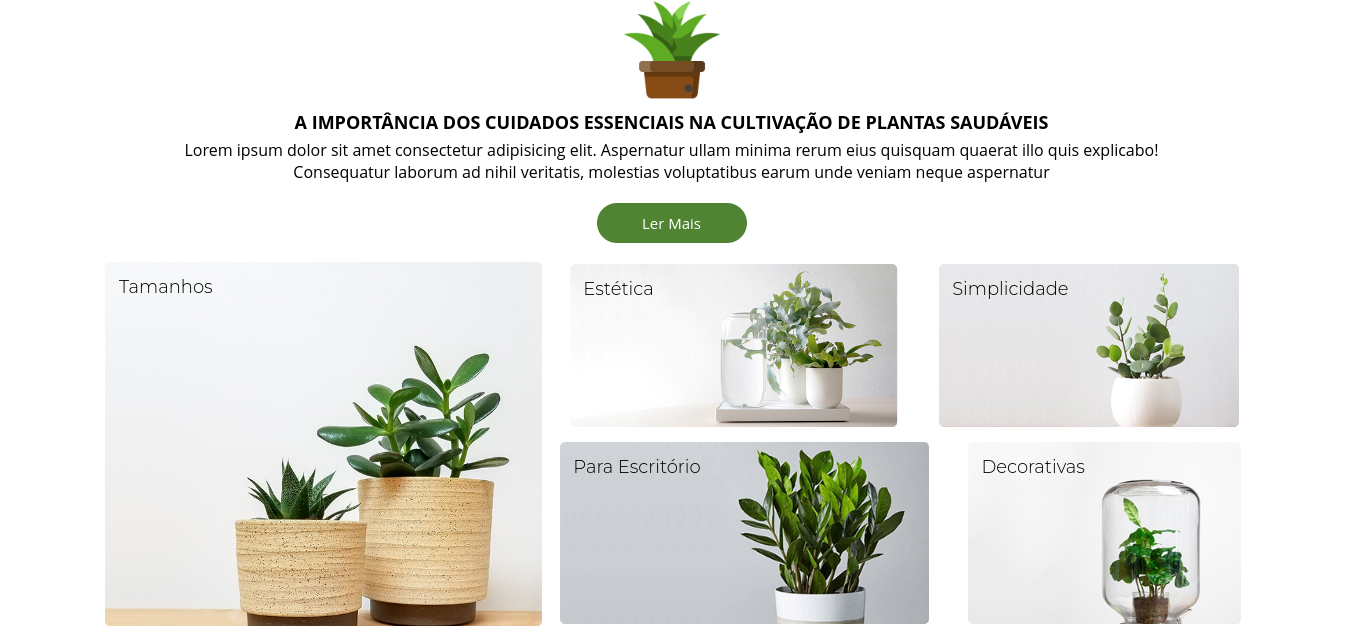 A IMPORTÂNCIA DOS CUIDADOS ESSENCIAIS NA CULTIVAÇÃO DE PLANTAS SAUDÁVEIS
Lorem ipsum dolor sit amet consectetur adipisicing elit. Aspernatur ullam minima rerum eius quisquam quaerat illo quis explicabo!
Consequatur laborum ad nihil veritatis, molestias voluptatibus earum unde veniam neque aspernatur
Ler Mais
Tamanhos
Estética
Simplicidade
Para Escritório
Decorativas